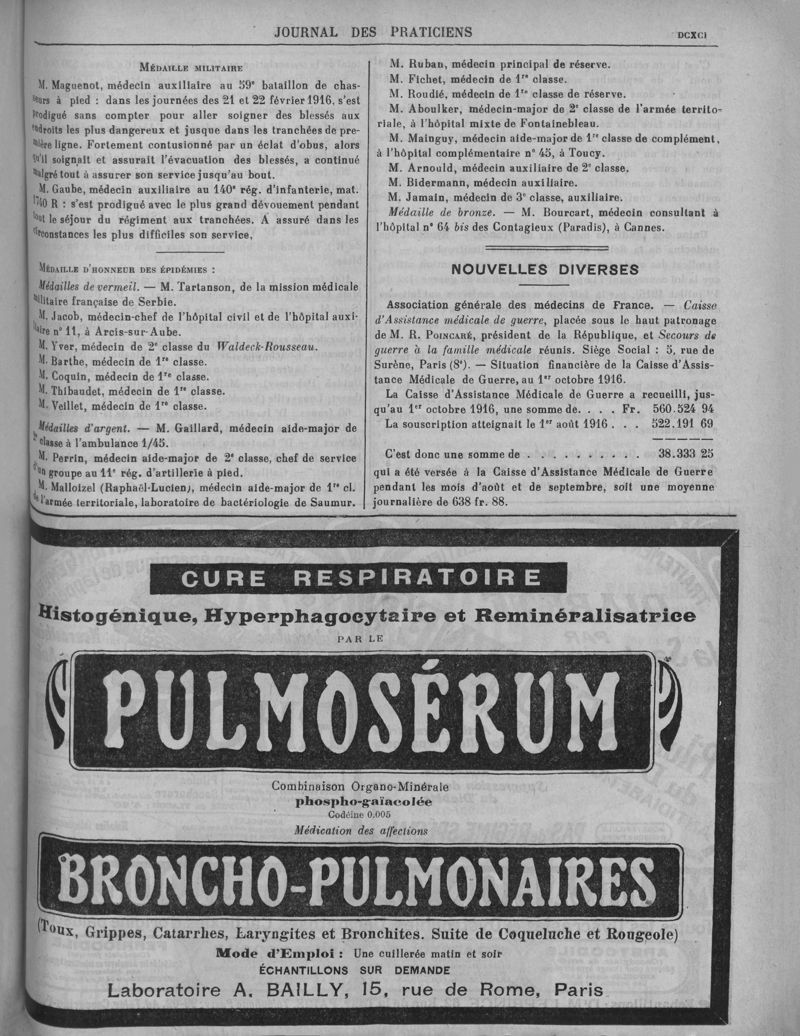 JOURNAL DES PRATICIENS
DCXCI
Médaille militaire
M. Maguenot, médecin auxiliaire au 59e bataillon de chas-
seurs à pied : dans les journées des 21 et 22 février 1916, s'est
prodigué sans compter pour aller soigner des blessés aux
endroits les plus dangereux et jusque dans les tranchées de pre-
mière ligne. Fortement contusionné par un éclat d'obus, alors
qu'il soignait et assurait l'évacuation des blessés, a continué
malgré tout à assurer son service jusqu'au bout.
M. Gaube, médecin auxiliaire au 140e rég. d'infanterie, mat.
1740 R : s'est prodigué avec le plus grand dévouement pendant
tout le séjour du régiment aux tranchées. A assuré dans les
circonstances les plus difficiles son service.
Médaille d'honneur des épidémies :
Médailles de vermeil. — M. Tartanson, de la mission médicale
militaire française de Serbie.
M. Jacob, médecin-chef de l'hôpital civil et de l'hôpital auxi-
liaire n° 11, à Arcis-sur-Aube.
M. Yver, médecin de 2e classe du Waldeck-Rousseau.
M. Barthe, médecin de 1re classe.
M. Coquin, médecin de 1re classe.
M. Thibaudet, médecin de 1re classe.
M. Veillet, médecin de 1re classe.
Médailles d'argent. — M. Gaillard, médecin aide-major de
2e classe à l'ambulance 1/45.
M. Perrin, médecin aide-major de 2e classe, chef de service
d'un groupe au 11e rég. d'artillerie à pied.
M. Malloizel (Raphaël-Lucien), médecin aide-major de 1re cl.
de l'armée territoriale, laboratoire de bactériologie de Saumur.
M. Ruban, médecin principal de réserve.
M. Fichet, médecin de 1re classe.
M. Roudié, médecin de 1re classe de réserve.
M. Aboulker, médecin-major de 2e classe de l'armée territo-
riale, à l'hôpital mixte de Fontainebleau.
M. Mainguy, médecin aide-major de 1re classe de complément,
à l'hôpital complémentaire n° 45, à Toucy.
M. Arnould, médecin auxiliaire de 2e classe.
M. Bidermann, médecin auxiliaire.
M. Jamain, médecin de 3e classe, auxiliaire.
Médaille de bronze. — M. Bourcart, médecin consultant à
l'hôpital n° 64 bis des Contagieux (Paradis), à Cannes.
NOUVELLES DIVERSES
Association générale des médecins de France. — Caisse
d'Assistance médicale de guerre, placée sous le haut patronage
de M. R. Poincaré, président de la République, et Secours de
guerre à la famille médicale réunis. Siège Social : 5, rue de
Surène, Paris (8e). — Situation financière de la Caisse d'Assis-
tance Médicale de Guerre, au 1er octobre 1916.
La Caisse d'Assistance Médicale de Guerre a recueilli, jus-
qu'au 1er octobre 1916, une somme de. . . . Fr. 560.524 94
La souscription atteignait le 1er août 1916 . . . 522.191 69
C'est donc une somme de . . . . . . . . . . 38.333 25
qui a été versée à la Caisse d'Assistance Médicale de Guerre
pendant les mois d'août et de septembre, soit une moyenne
journalière de 638 fr. 88.
CURE RESPIRATOIRE
Histogénique, Hyperphagocytaire et Reminéralisatrice
PAR LE
PULMOSÉRUM
Combinaison Organo-Minérale
phospho-gaïacolée
Codéine 0.005
Médication des affections
BRONCHO-PULMONAIRES
(Toux, Grippes, Catarrhes, Laryngites et Bronchites. Suite de Coqueluche et Rougeole)
Mode d'Emploi : Une cuillerée matin et soir
ÉCHANTILLONS SUR DEMANDE
Laboratoire A. BAILLY, 15, rue de Rome, Paris